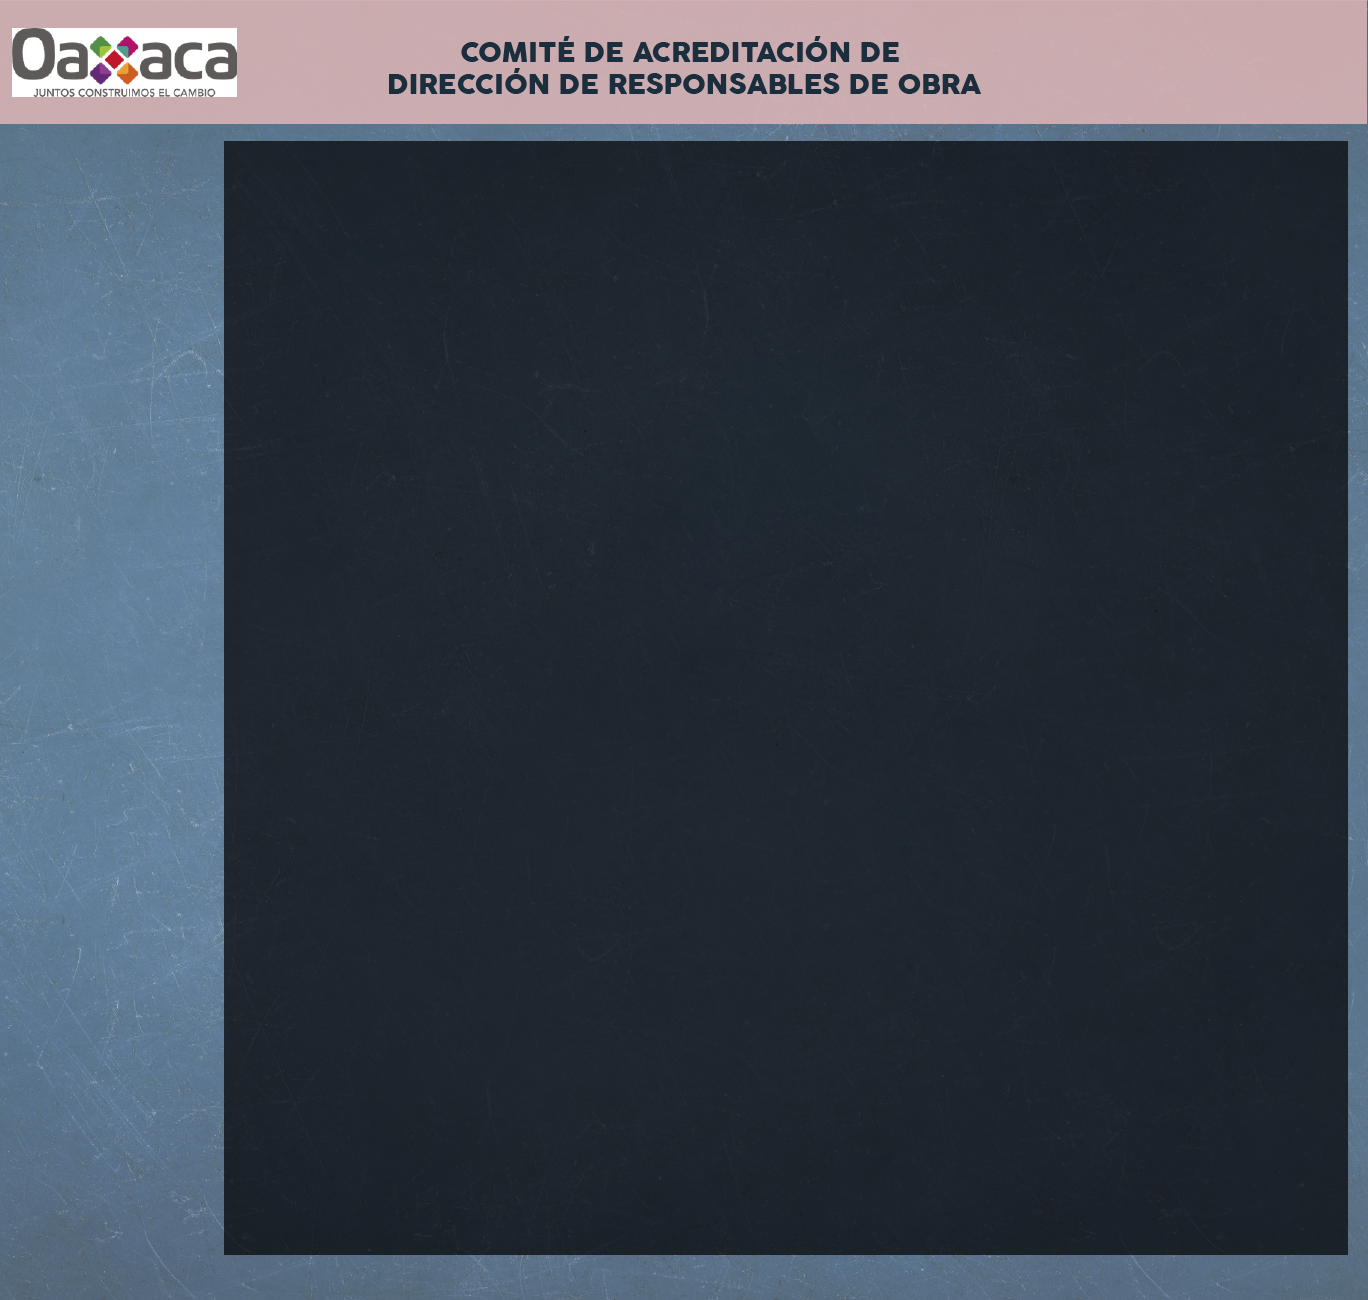 Oaxaca
JUNTOS CONSTRUIMOS EL CAMBIO
COMITÉ DE ACREDITACIÓN DE
DIRECCIÓN DE RESPONSABLES DE OBRA